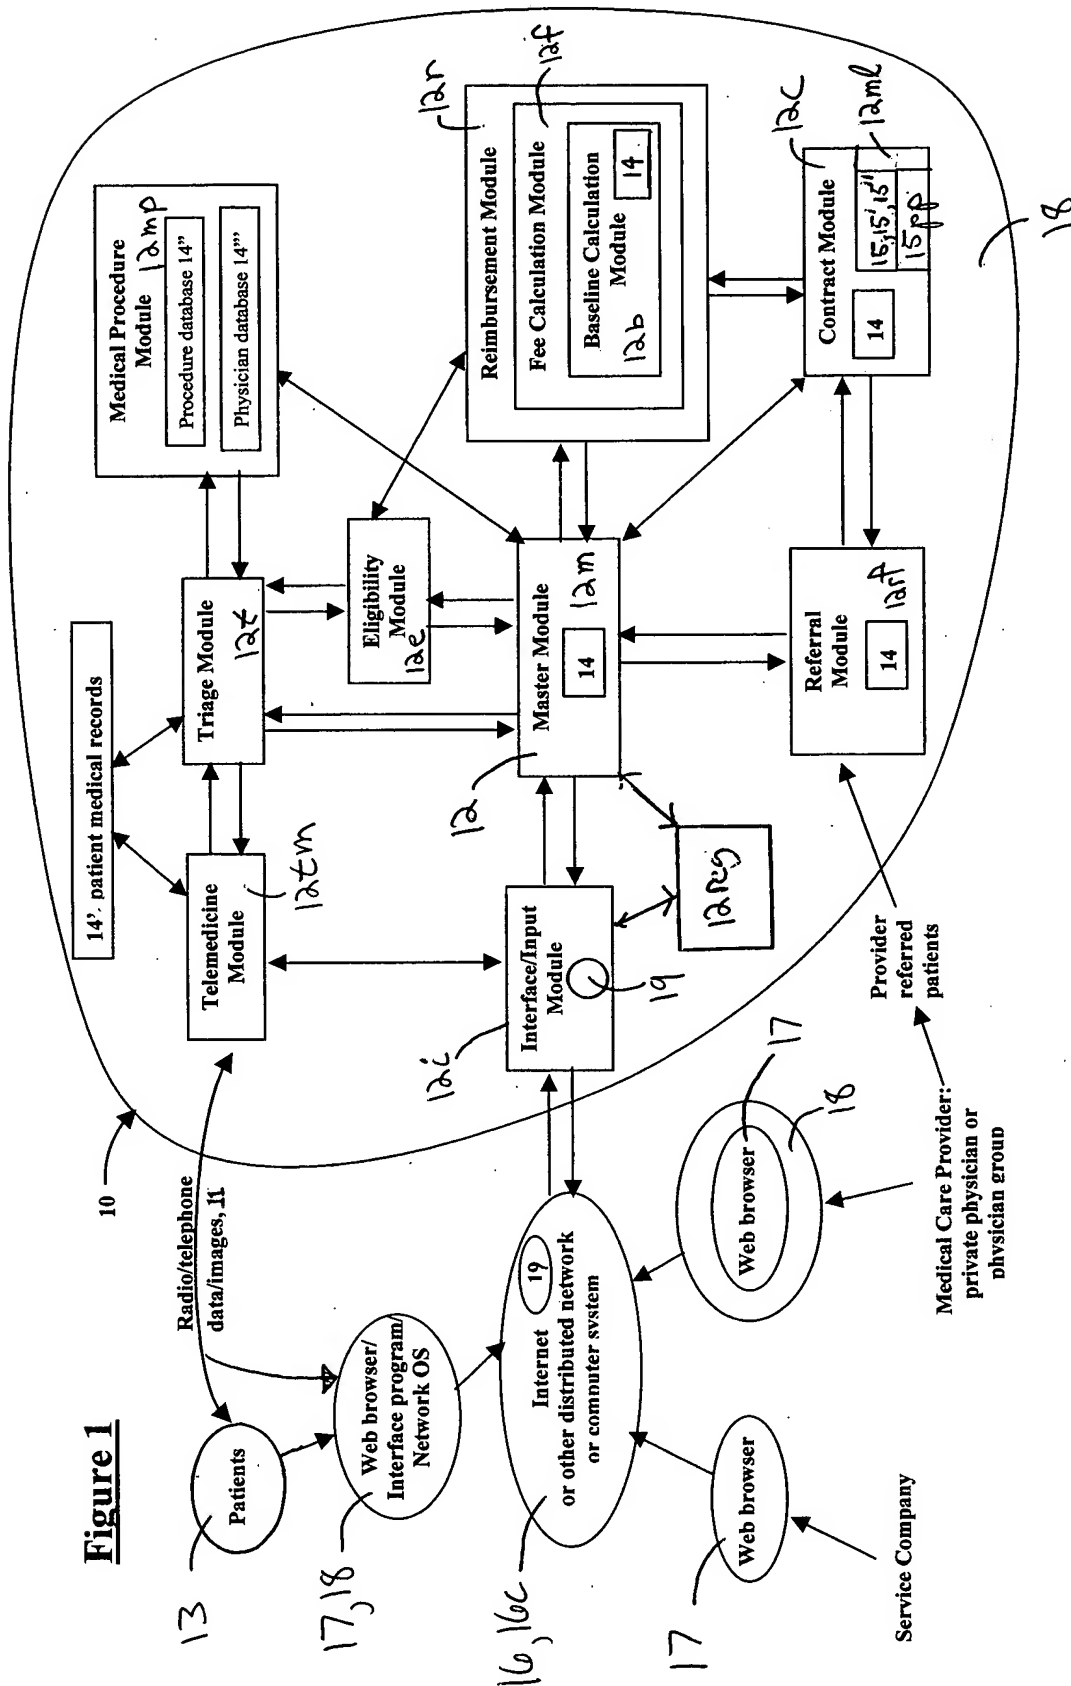 Figure 1
10
13
Patients
Radio/telephone
data/images, 11
17, 18
Web browser/
Interface program/
Network OS
16, 16c
Internet
19
or other distributed network
or computer system
17
Web browser
Service Company
Web browser
17
18
Medical Care Provider:
private physician or
physician group
Provider
referred
patients
14'. patient medical records
Telemedicine
Module
12tm
Triage Module
12t
Medical Procedure
Module 12mp
Procedure database 14"
Physician database 14'''
Eligibility
Module
12e
12i
Interface/Input
Module
19
12reg
12
Master Module
14
12m
Reimbursement Module
12r
Fee Calculation Module
12f
Baseline Calculation
Module
14
12b
Referral
Module
14
12rf
Contract Module
12c
14
15,15',15"
15pp
12ml
18